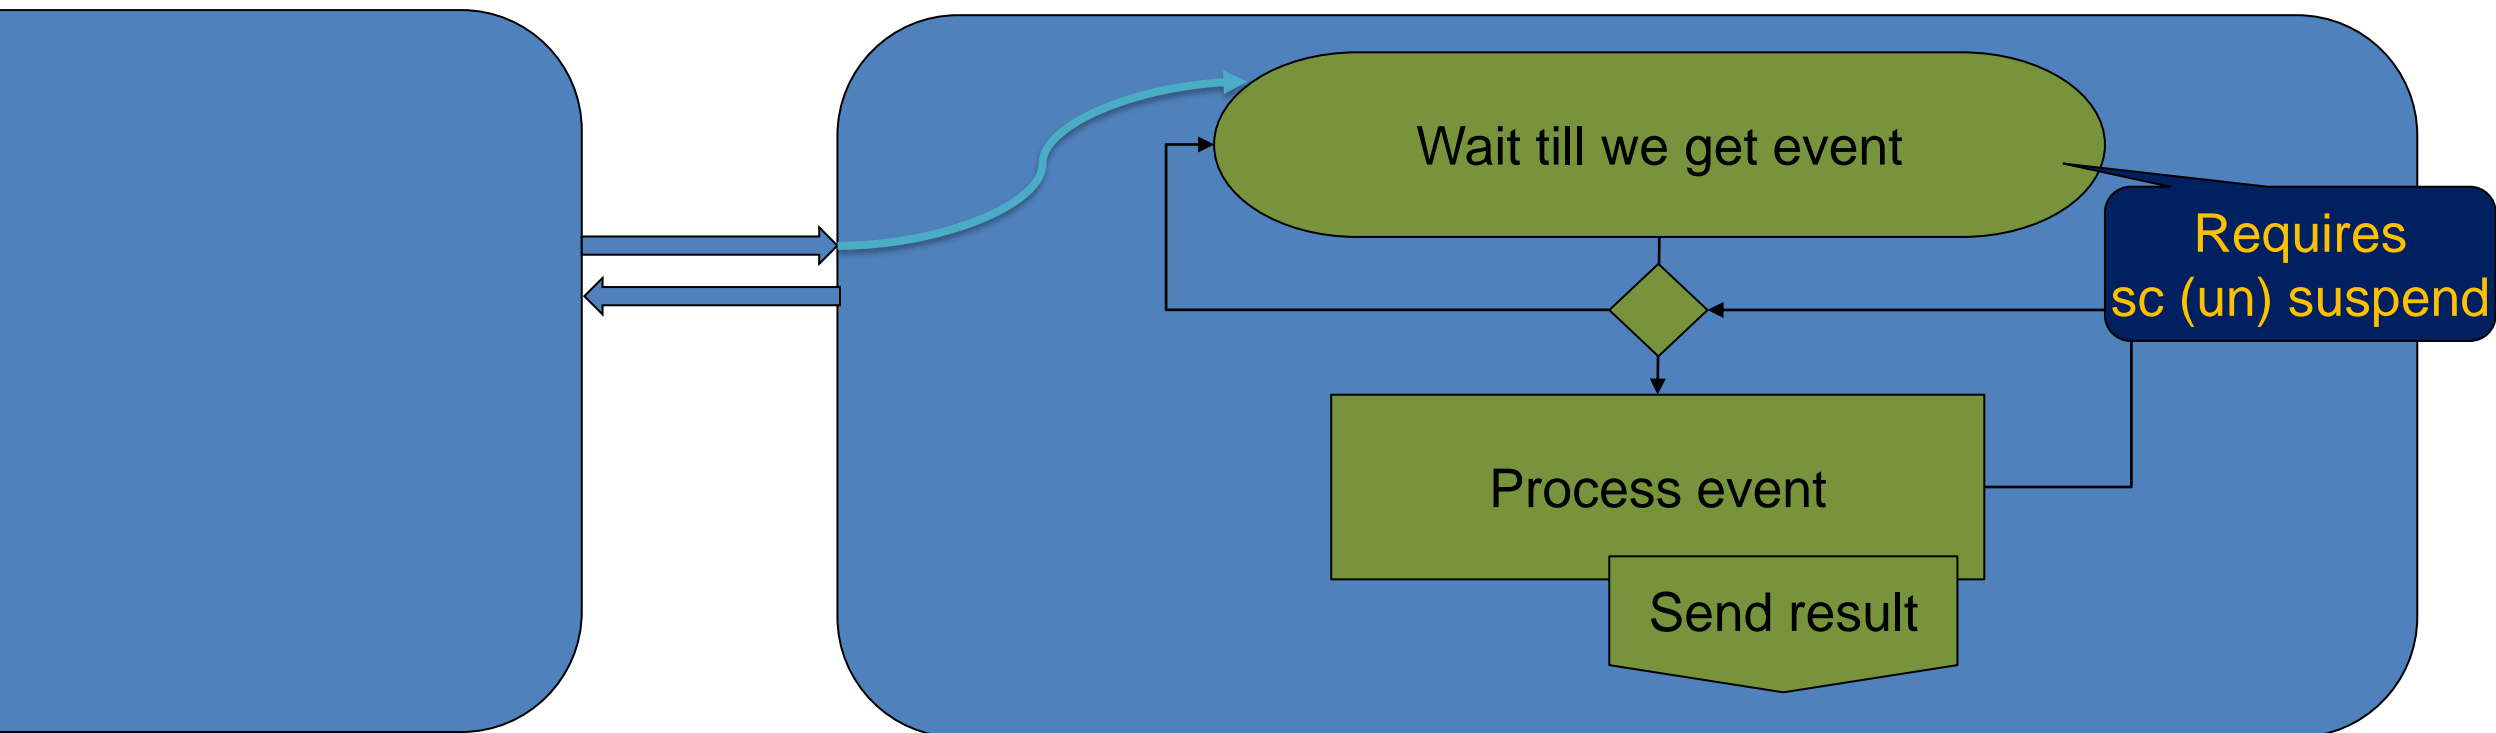 Wait till we get event
Requires
sc (un) suspend
Process event
Send result